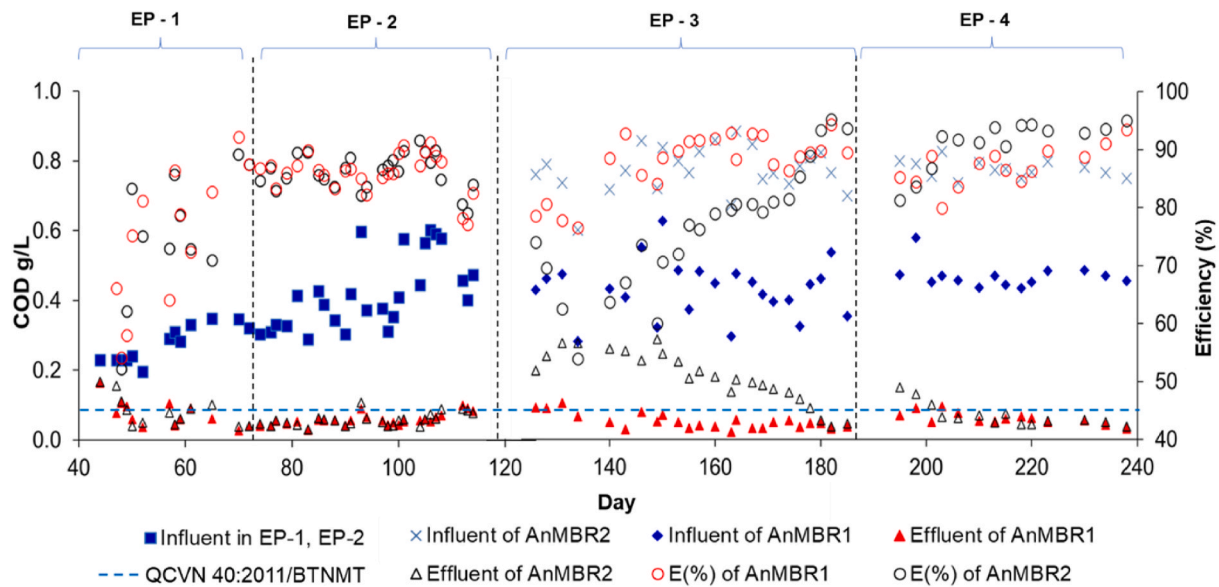 EP - 1 EP - 2 EP - 3 EP - 4
1.0 100
0.8 90
80
0.6 70
0.4 60
0.2 50
0.0 40
COD g/L
Efficiency (%)
40 60 80 100 120 140 160 182 200 220 240
Day
Influent in EP-1, EP-2 Influent of AnMBR2 Influent of AnMBR1 Effluent of AnMBR1
QCVN 40:2011/BTNMT Effluent of AnMBR2 E(%) of AnMBR1 E(%) of AnMBR2